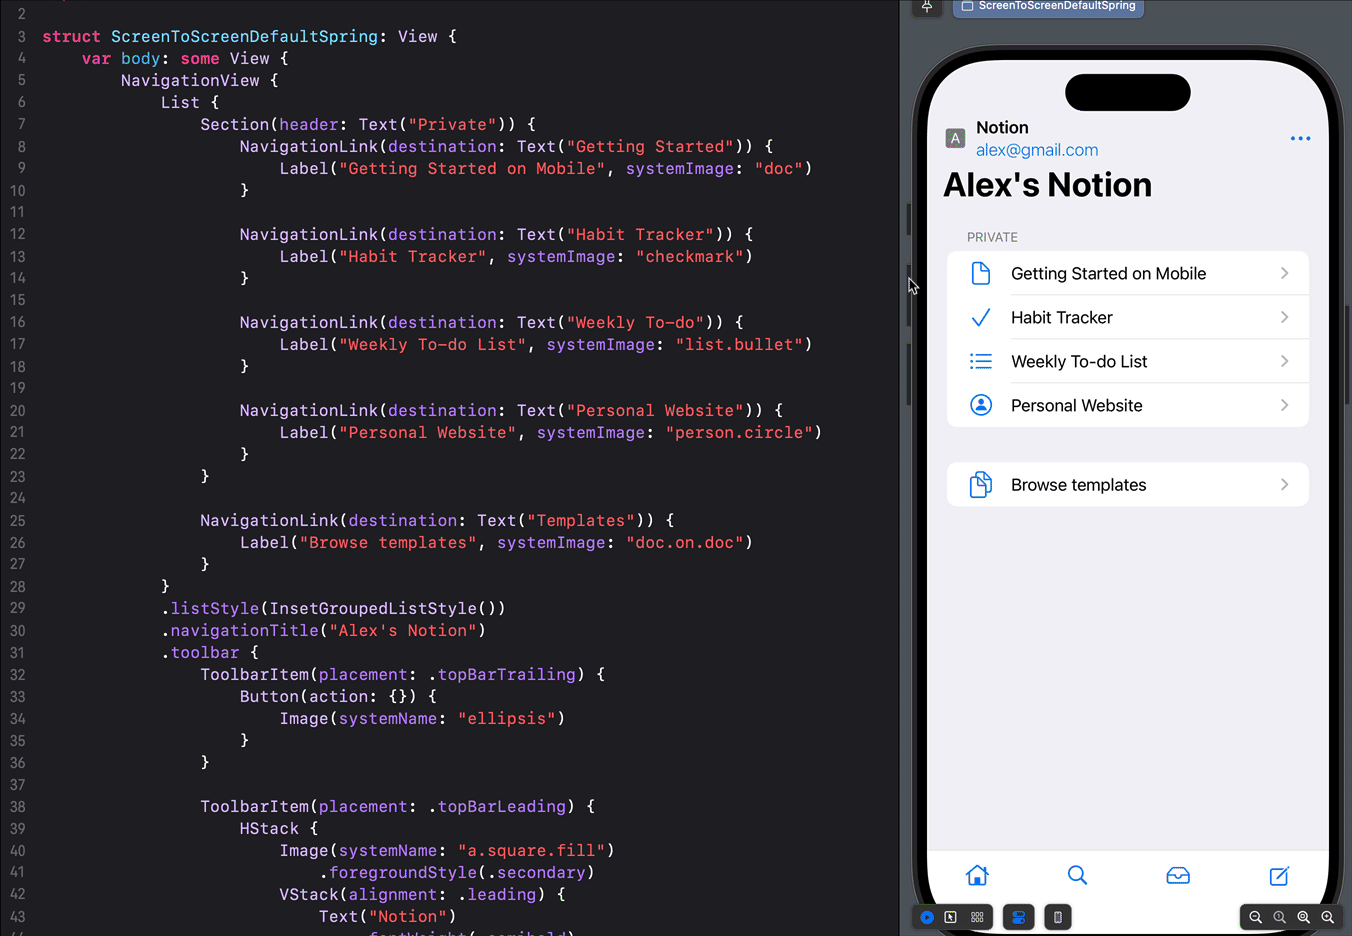 2
3 struct ScreenToScreenDefaultSpring: View {
4 var body: some View {
5 NavigationView {
6 List {
7 Section(header: Text("Private")) {
8 NavigationLink(destination: Text("Getting Started")) {
9 Label("Getting Started on Mobile", systemImage: "doc")
10 }
11
12 NavigationLink(destination: Text("Habit Tracker")) {
13 Label("Habit Tracker", systemImage: "checkmark")
14 }
15
16 NavigationLink(destination: Text("Weekly To-do")) {
17 Label("Weekly To-do List", systemImage: "list.bullet")
18 }
19
20 NavigationLink(destination: Text("Personal Website")) {
21 Label("Personal Website", systemImage: "person.circle")
22 }
23 }
24
25 NavigationLink(destination: Text("Templates")) {
26 Label("Browse templates", systemImage: "doc.on.doc")
27 }
28 }
29 .listStyle(InsetGroupedListStyle())
30 .navigationTitle("Alex's Notion")
31 .toolbar {
32 ToolbarItem(placement: .topBarTrailing) {
33 Button(action: {}) {
34 Image(systemName: "ellipsis")
35 }
36 }
37
38 ToolbarItem(placement: .topBarLeading) {
39 HStack {
40 Image(systemName: "a.square.fill")
41 .foregroundStyle(.secondary)
42 VStack(alignment: .leading) {
43 Text("Notion")
ScreenToScreenDefaultSpring
A
Notion
alex@gmail.com
Alex's Notion
PRIVATE
Getting Started on Mobile
Habit Tracker
Weekly To-do List
Personal Website
Browse templates